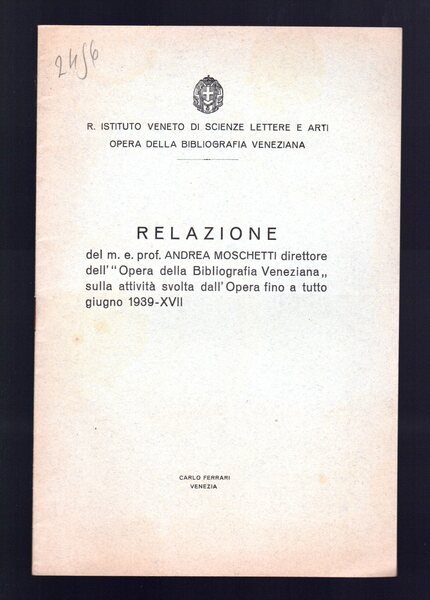 2456
R. ISTITUTO VENETO DI SCIENZE LETTERE E ARTI
OPERA DELLA BIBLIOGRAFIA VENEZIANA
RELAZIONE
del m. e. prof. ANDREA MOSCHETTI direttore
dell'"Opera della Bibliografia Veneziana„
sulla attività svolta dall'Opera fino a tutto
giugno 1939-XVII
CARLO FERRARI
VENEZIA